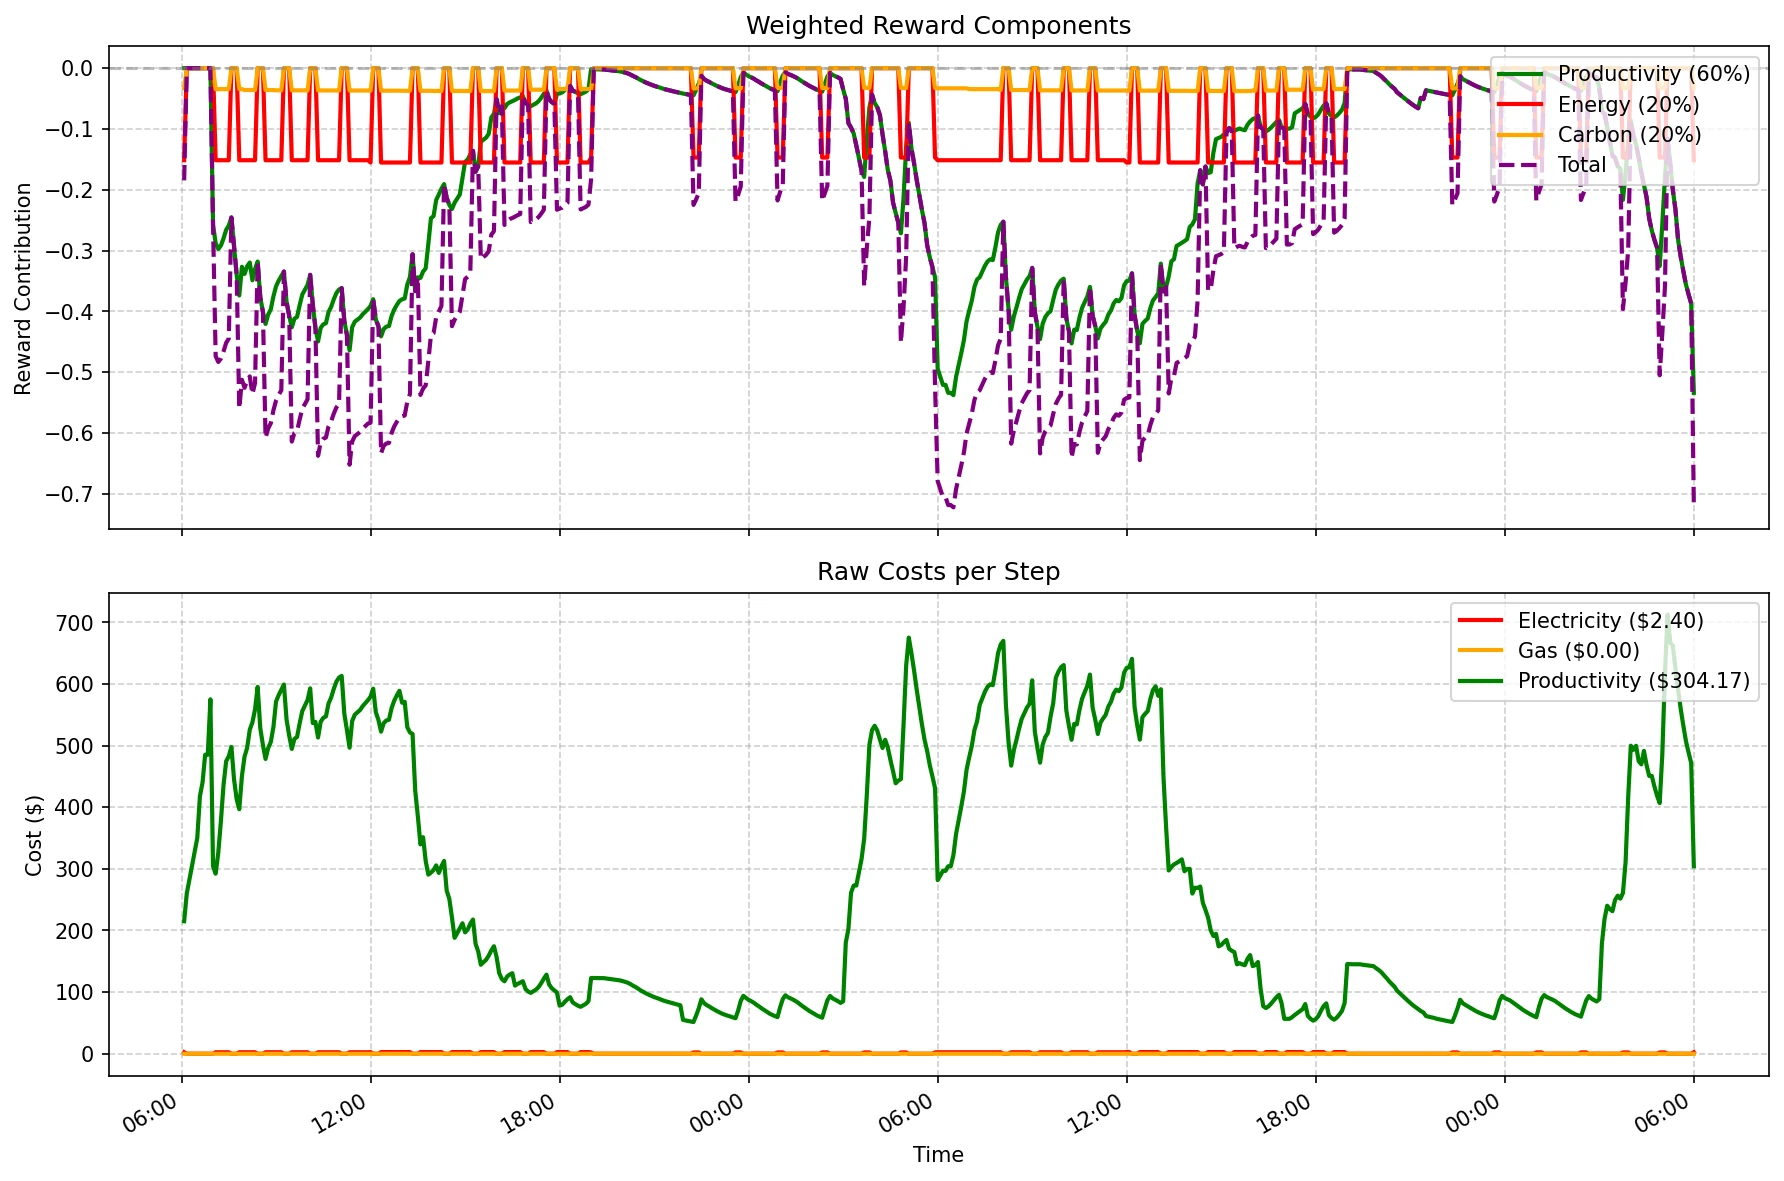 Weighted Reward Components
Reward Contribution
0.0
−0.1
−0.2
−0.3
−0.4
−0.5
−0.6
−0.7
Productivity (60%)
Energy (20%)
Carbon (20%)
Total
Raw Costs per Step
Cost ($)
700
600
500
400
300
200
100
0
Electricity ($2.40)
Gas ($0.00)
Productivity ($304.17)
06:00 12:00 18:00 00:00 06:00 12:00 18:00 00:00 06:00
Time